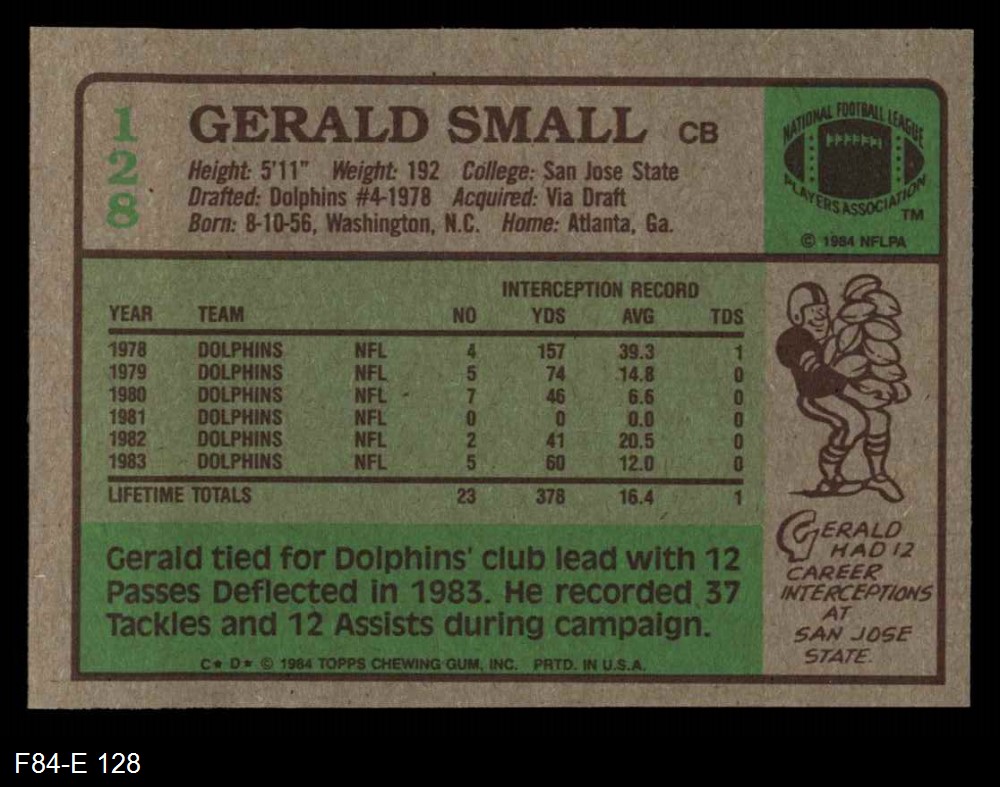 128
GERALD SMALL CB
Height: 5'11" Weight: 192 College: San Jose State
Drafted: Dolphins #4-1978 Acquired: Via Draft
Born: 8-10-56, Washington, N.C. Home: Atlanta, Ga.
NATIONAL FOOTBALL LEAGUE
PLAYERS ASSOCIATION
TM
© 1984 NFLPA
INTERCEPTION RECORD
YEAR TEAM NO YDS AVG TDS
1978 DOLPHINS NFL 4 157 39.3 1
1979 DOLPHINS NFL 5 74 14.8 0
1980 DOLPHINS NFL 7 46 6.6 0
1981 DOLPHINS NFL 0 0 0.0 0
1982 DOLPHINS NFL 2 41 20.5 0
1983 DOLPHINS NFL 5 60 12.0 0
LIFETIME TOTALS 23 378 16.4 1
Gerald tied for Dolphins' club lead with 12
Passes Deflected in 1983. He recorded 37
Tackles and 12 Assists during campaign.
C★ D★ © 1984 TOPPS CHEWING GUM, INC. PRTD. IN U.S.A.
GERALD
HAD 12
CAREER
INTERCEPTIONS
AT
SAN JOSE
STATE.
F84-E 128